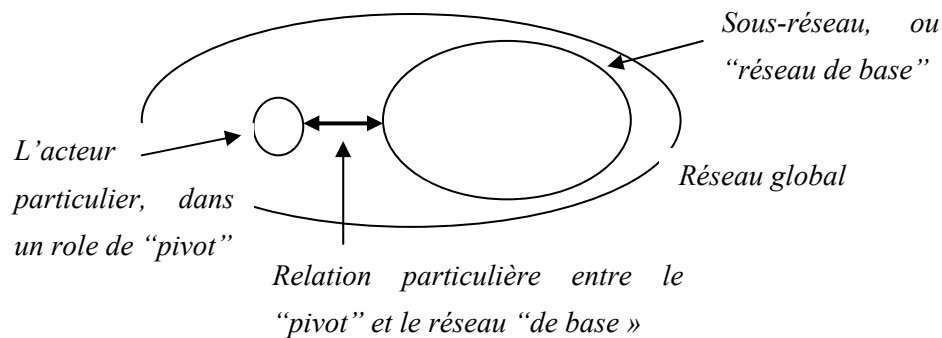 Sous-réseau, ou
“réseau de base”
L’acteur
particulier, dans
un role de “pivot”
Réseau global
Relation particulière entre le
“pivot” et le réseau “de base »